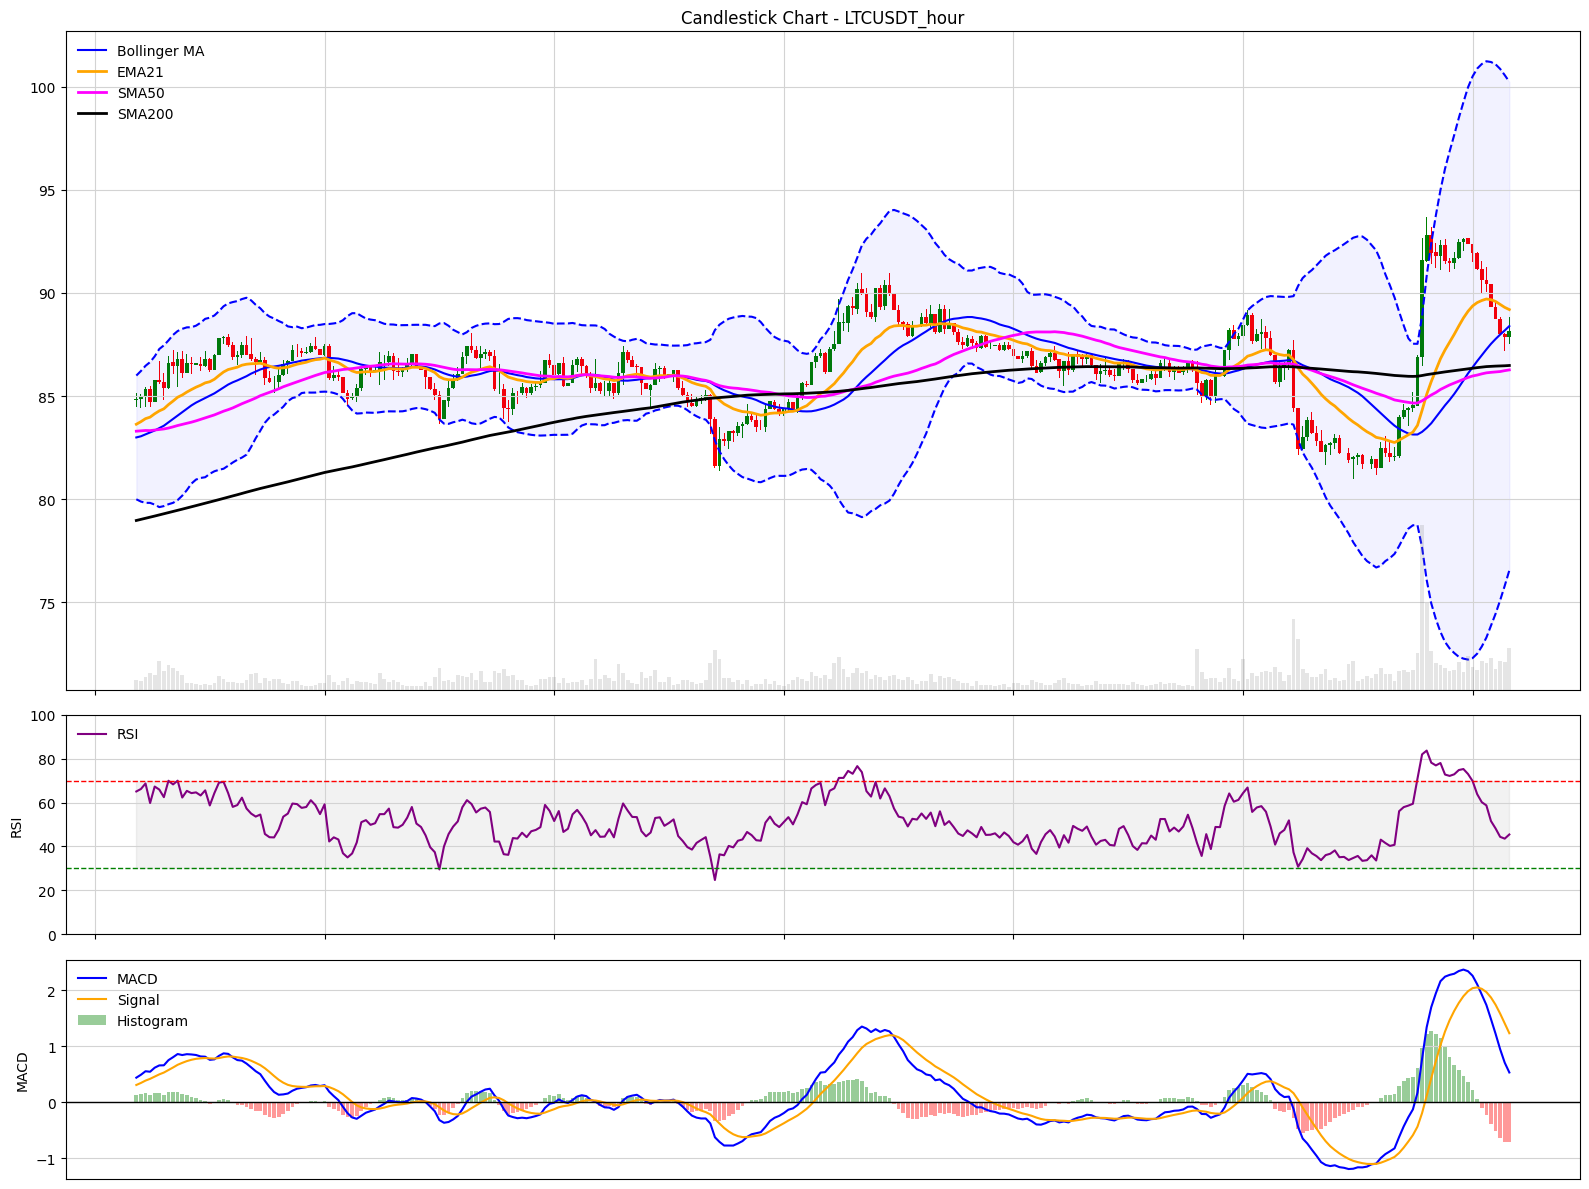 Candlestick Chart - LTCUSDT_hour
Bollinger MA
EMA21
SMA50
SMA200
100
95
90
85
80
75
RSI
100
80
60
40
20
0
RSI
MACD
Signal
Histogram
2
1
0
−1
MACD